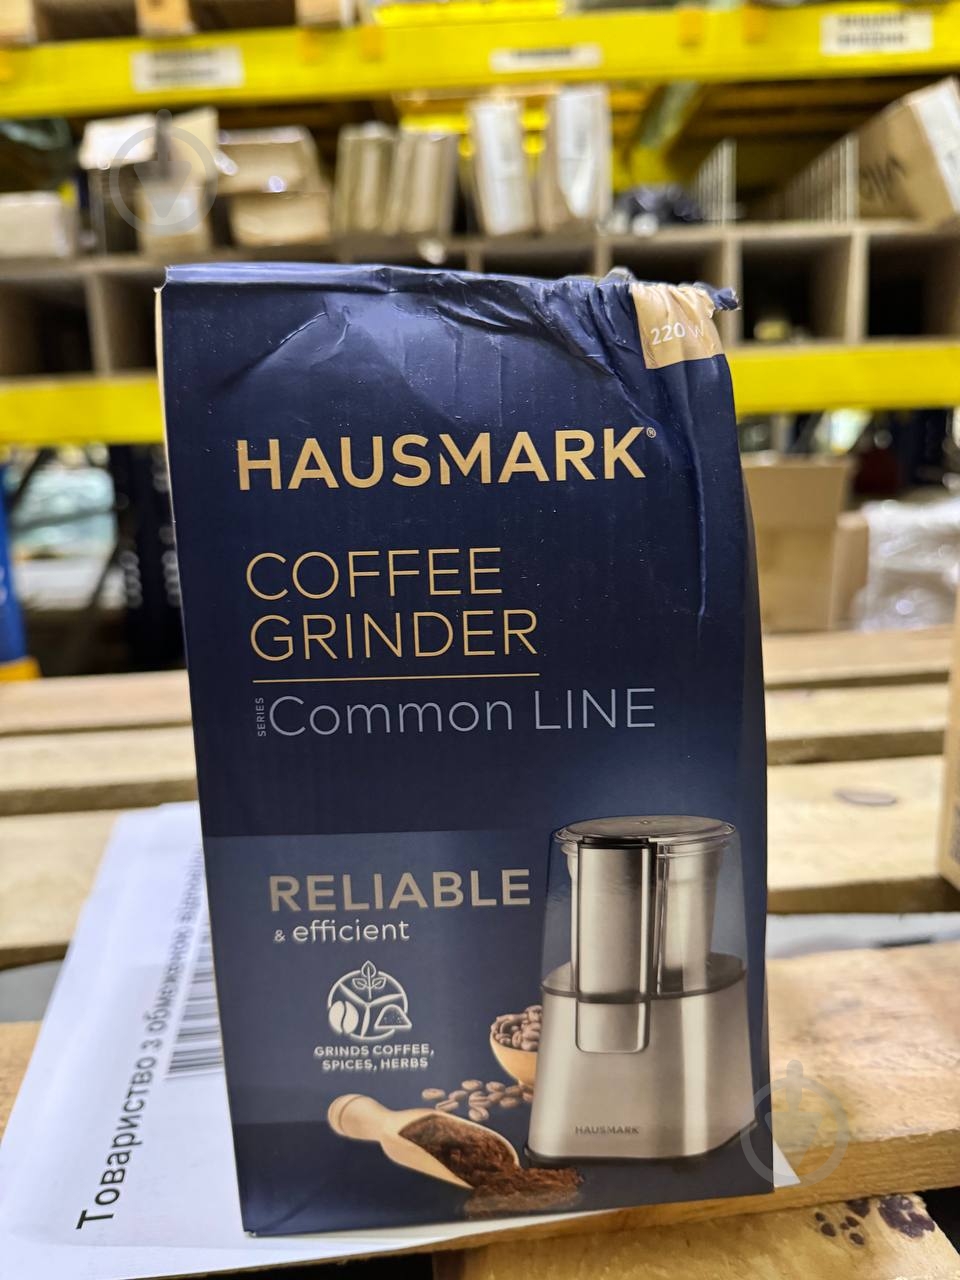 220 W
HAUSMARK®
COFFEE
GRINDER
SERIES
Common LINE
RELIABLE
& efficient
GRINDS COFFEE,
SPICES, HERBS
HAUSMARK
Товариство з обмеженою